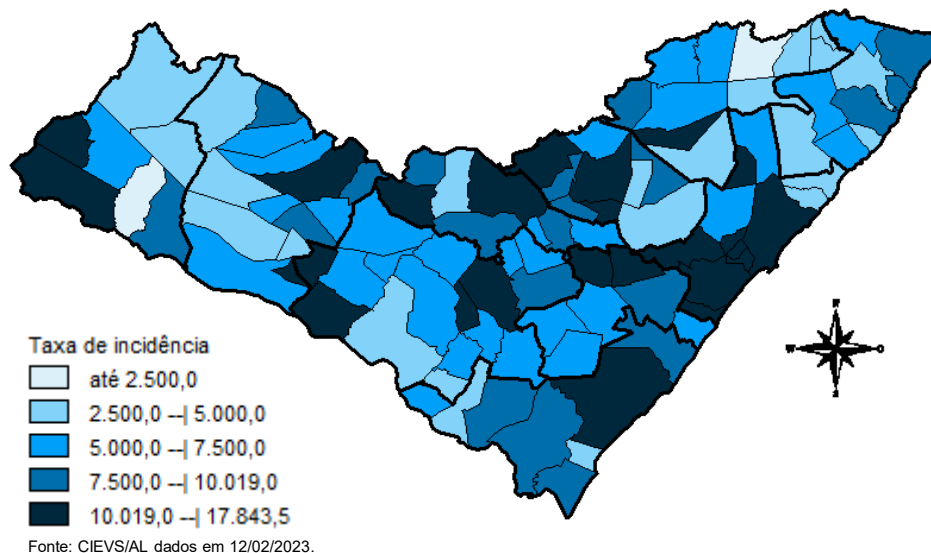 Taxa de incidência
até 2.500,0
2.500,0 --| 5.000,0
5.000,0 --| 7.500,0
7.500,0 --| 10.019,0
10.019,0 --| 17.843,5
Fonte: CIEVS/AL dados em 12/02/2023.
N
W
O
S